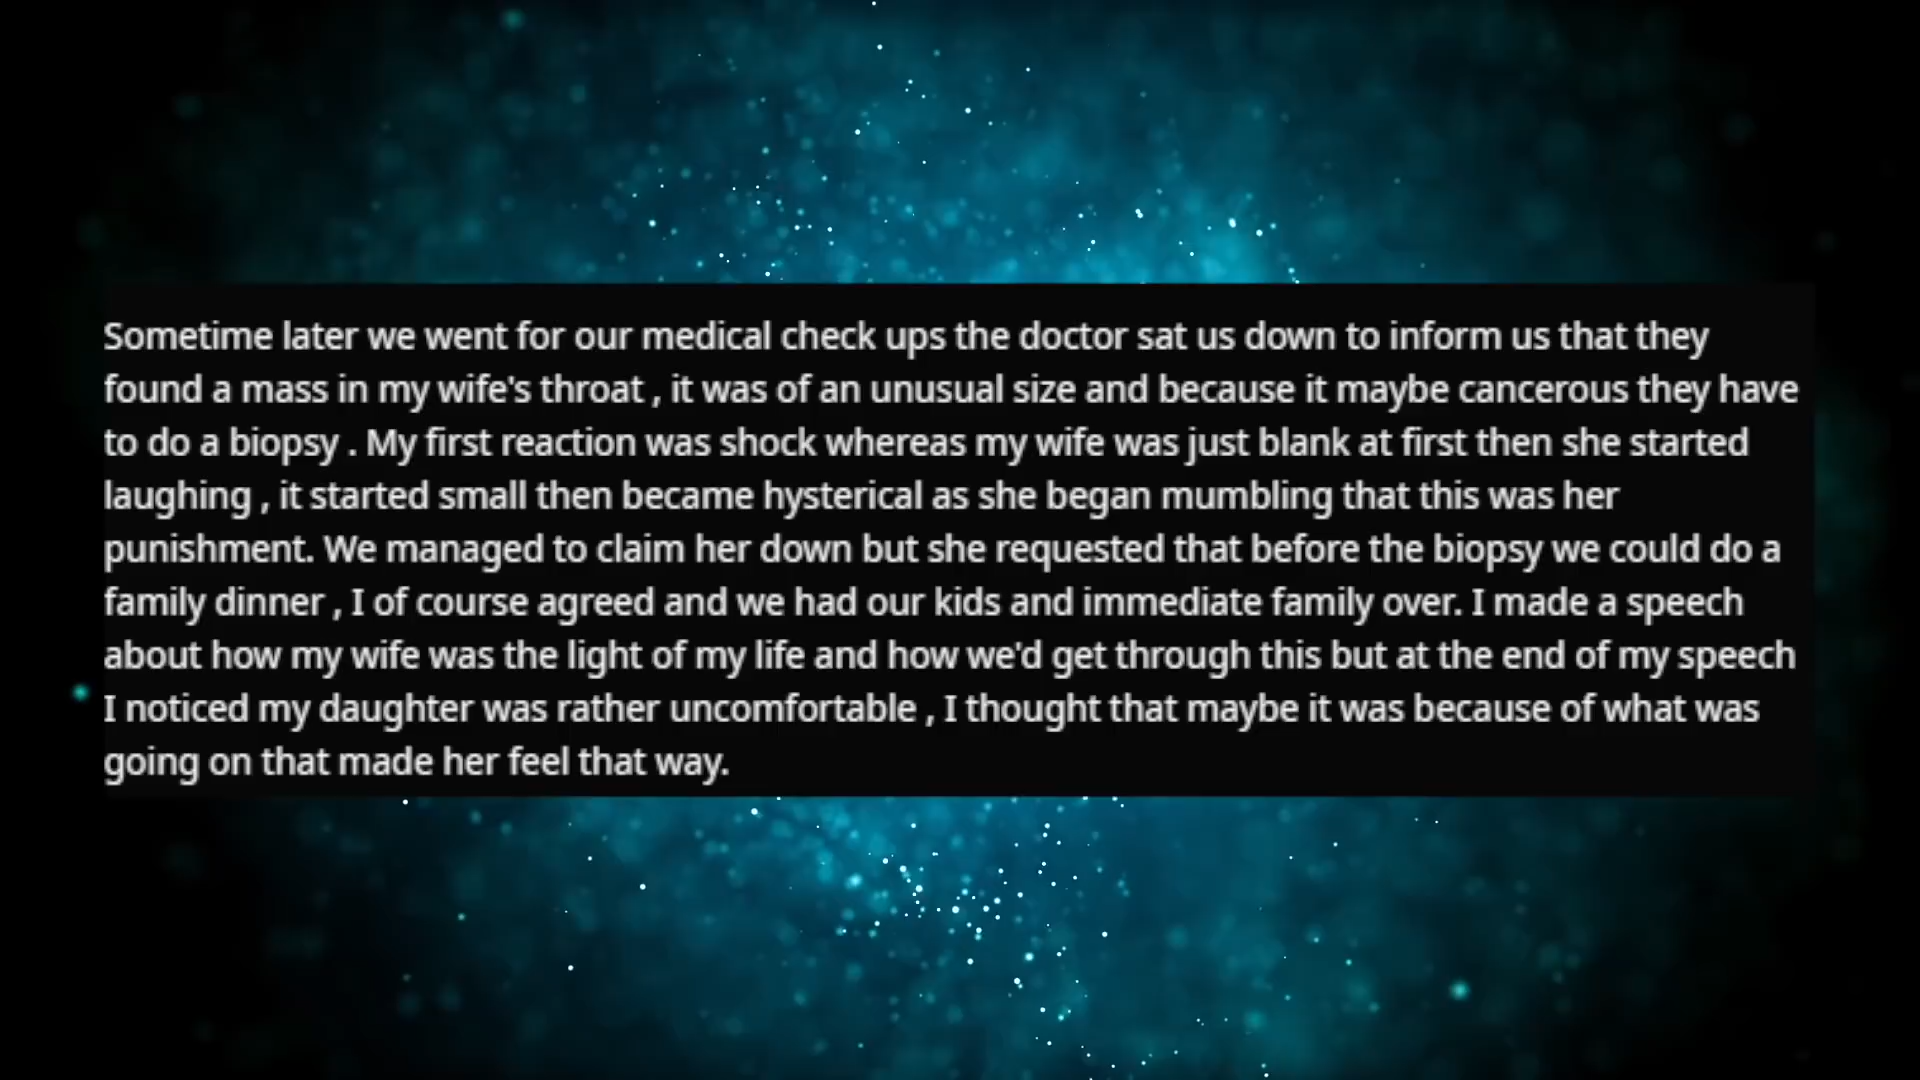 Sometime later we went for our medical check ups the doctor sat us down to inform us that they
found a mass in my wife's throat , it was of an unusual size and because it maybe cancerous they have
to do a biopsy . My first reaction was shock whereas my wife was just blank at first then she started
laughing , it started small then became hysterical as she began mumbling that this was her
punishment. We managed to claim her down but she requested that before the biopsy we could do a
family dinner , I of course agreed and we had our kids and immediate family over. I made a speech
about how my wife was the light of my life and how we'd get through this but at the end of my speech
I noticed my daughter was rather uncomfortable , I thought that maybe it was because of what was
going on that made her feel that way.